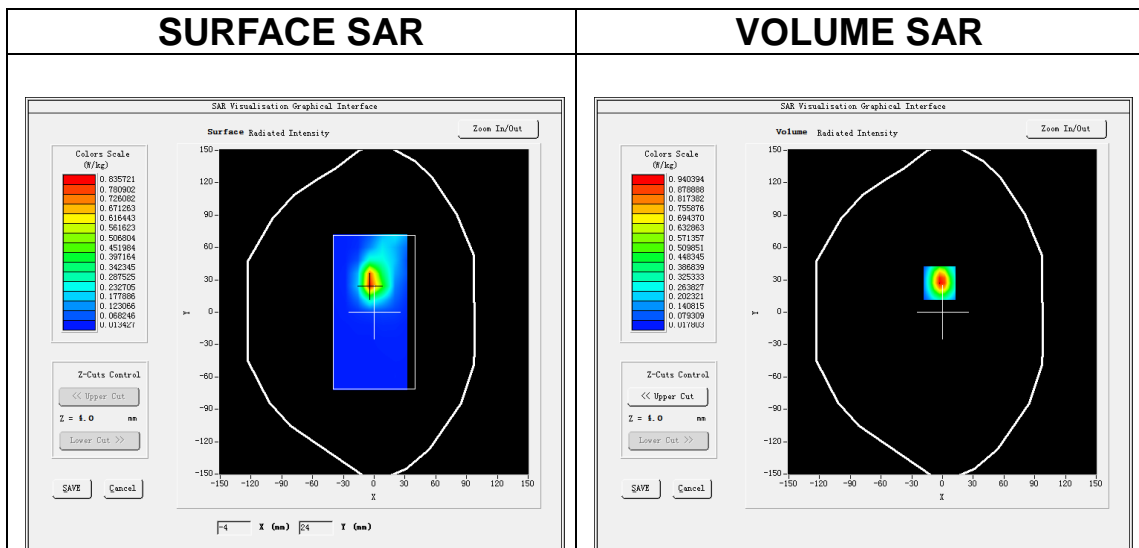 SURFACE SAR
VOLUME SAR
SAR Visualisation Graphical Interface
Surface Radiated Intensity
Zoom In/Out
Colors Scale
(W/kg)
0.835721
0.780902
0.726082
0.671263
0.616443
0.561623
0.506804
0.451984
0.397164
0.342345
0.287525
0.232705
0.177886
0.123066
0.068246
0.013427
Z-Cuts Control
<< Upper Cut
Z = 4.0 mm
Lower Cut >>
SAVE Cancel
150
120
90
60
30
0
-30
-60
-90
-120
-150
Y
-150 -120 -90 -60 -30 0 30 60 90 120 150
X
-4 X (mm) 24 Y (mm)
SAR Visualisation Graphical Interface
Volume Radiated Intensity
Zoom In/Out
Colors Scale
(W/kg)
0.940394
0.878888
0.817382
0.755876
0.694370
0.632863
0.571357
0.509851
0.448345
0.386839
0.325333
0.263827
0.202321
0.140815
0.079309
0.017803
Z-Cuts Control
<< Upper Cut
Z = 4.0 mm
Lower Cut >>
SAVE Cancel
150
120
90
60
30
0
-30
-60
-90
-120
-150
Y
-150 -120 -90 -60 -30 0 30 60 90 120 150
X